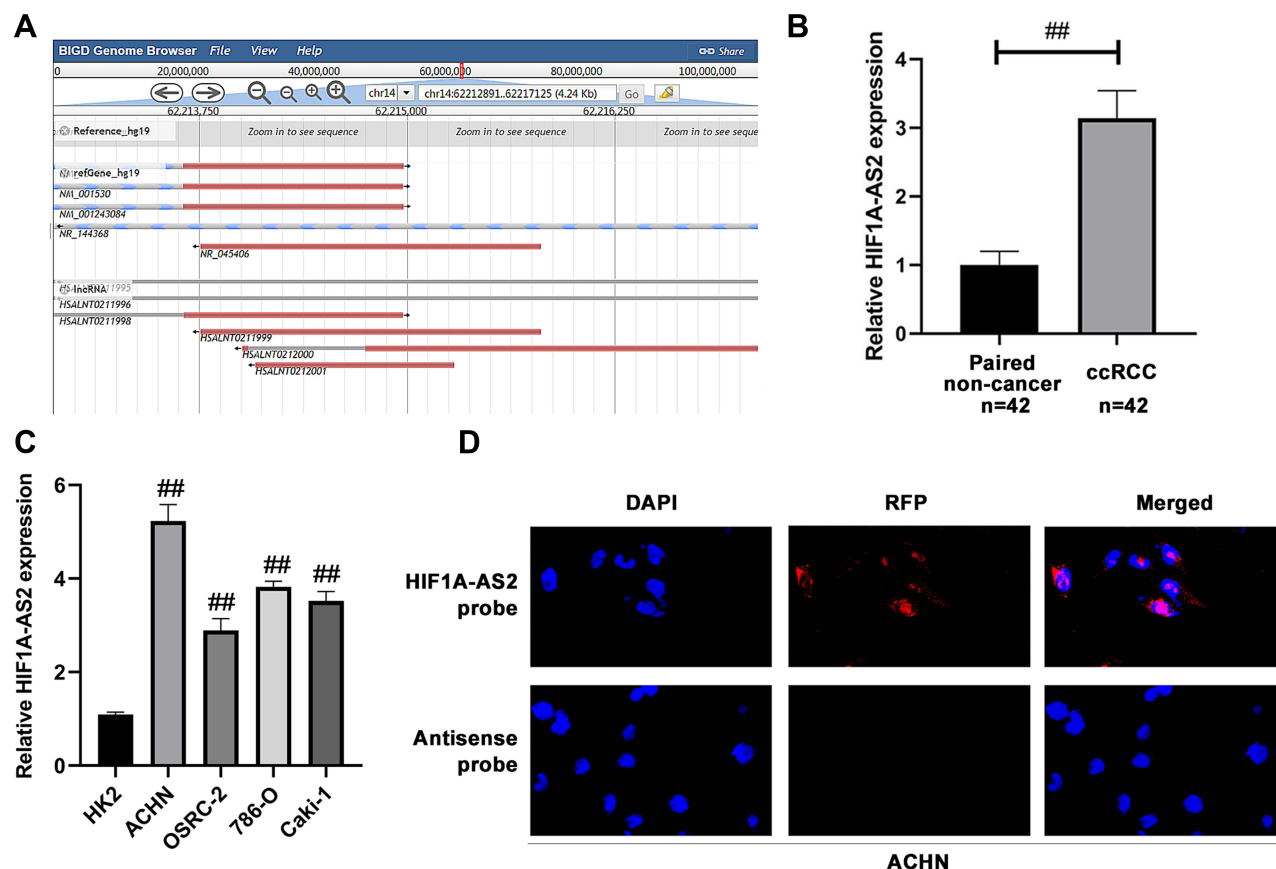 A
BIGD Genome Browser File View Help Share
0 20,000,000 40,000,000 60,000,000 80,000,000 100,000,000
chr14 chr14:62212891..62217125 (4.24 Kb) Go
62,213,750 62,215,000 62,216,250
Reference_hg19 Zoom in to see sequence Zoom in to see sequence Zoom in to see seque
refGene_hg19
NM_001530
NM_001243084
NR_144368
NR_045406
HSALNT0211995
lncRNA
HSALNT0211996
HSALNT0211998
HSALNT0211999
HSALNT0212000
HSALNT0212001
B
Relative HIF1A-AS2 expression
##
4
3
2
1
0
Paired
non-cancer
n=42
ccRCC
n=42
C
Relative HIF1A-AS2 expression
6
4
2
0
##
##
##
##
HK2
ACHN
OSRC-2
786-O
Caki-1
D
DAPI RFP Merged
HIF1A-AS2
probe
Antisense
probe
ACHN